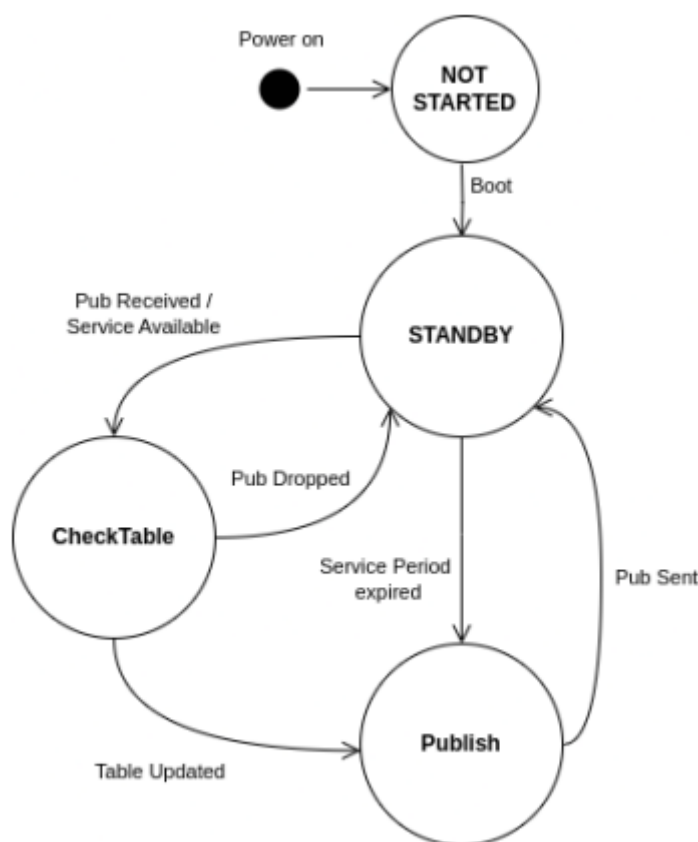 Power on
NOT
STARTED
Boot
Pub Received /
Service Available
STANDBY
Pub Dropped
CheckTable
Service Period
expired
Pub Sent
Publish
Table Updated